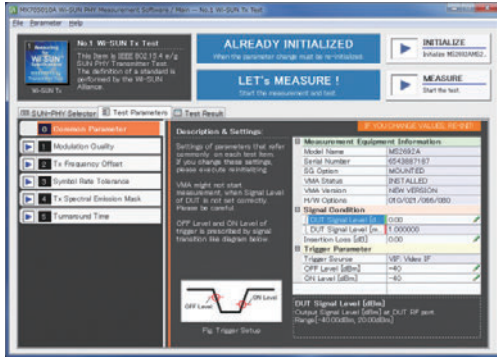 MX705010A Wi-SUN PHY Measurement Software / Main -- No.1 Wi-SUN Tx Test
File Parameter Help
No.1 Wi-SUN Tx Test
This Item is IEEE 802.15.4 e/g
SUN-PHY Transmitter Test.
The definition of a standard is
performed by the Wi-SUN
Alliance.
Wi-SUN
Wi-SUN Tx
ALREADY INITIALIZED
When the parameter change, must be re-initialized.
LET's MEASURE !
Start the measurement and test.
INITIALIZE
MEASURE
Start the test.
SUN-PHY Selector
Test Parameters
Test Result
0 Common Parameter
1 Modulation Quality
2 Tx Frequency Offset
3 Symbol Rate Tolerance
4 Tx Spectral Emission Mask
5 Turnaround Time
Description & Settings:
IF YOU CHANGE VALUES, RE-INIT!
Settings of parameters that refer
commonly on each test item.
If you change these settings,
please execute reinitializing.
VMA might not start
measurement, when Signal Level
of DUT is not set correctly.
Please be careful.
OFF Level and ON Level of
trigger is prescribed by signal
transition like diagram below.
OFF Level
ON Level
Fig. Trigger Setup
Measurement Equipment Information
Model Name MS2692A
Serial Number 6543887187
SG Option MOUNTED
VMA Status INSTALLED
VMA Version NEW VERSION
H/W Options 010/021/066/080
Signal Condition
DUT Signal Level [d... 0.00
DUT Signal Level [m... 1.000000
Insertion Loss [dB] 0.00
Trigger Parameter
Trigger Source VIF: Video IF
OFF Level [dBm] -40
ON Level [dBm] -40
DUT Signal Level [dBm]
Output Signal Level [dBm] at DUT RF port.
Range[-40.00dBm, 20.00dBm]